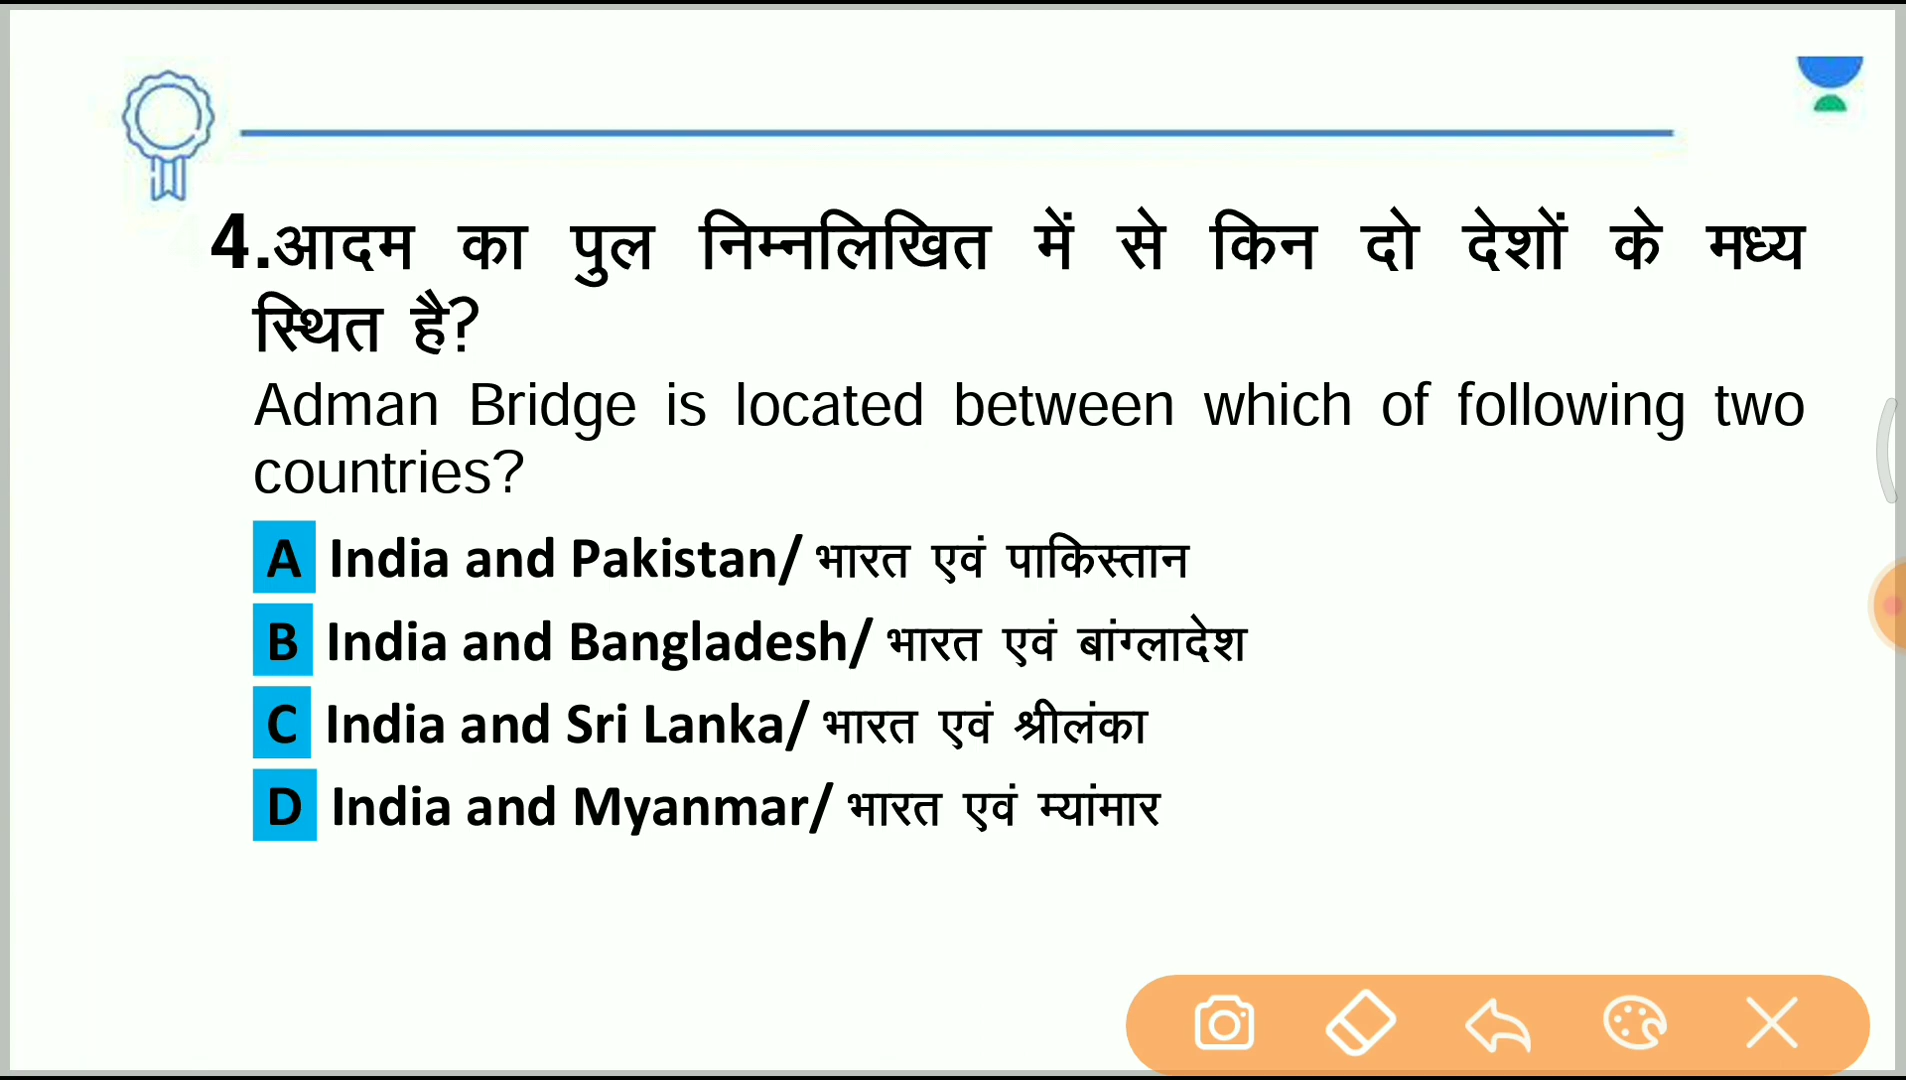 4.आदम का पुल निम्नलिखित में से किन दो देशों के मध्य
स्थित है?
Adman Bridge is located between which of following two
countries?
A India and Pakistan/ भारत एवं पाकिस्तान
B India and Bangladesh/ भारत एवं बांग्लादेश
C India and Sri Lanka/ भारत एवं श्रीलंका
D India and Myanmar/ भारत एवं म्यांमार